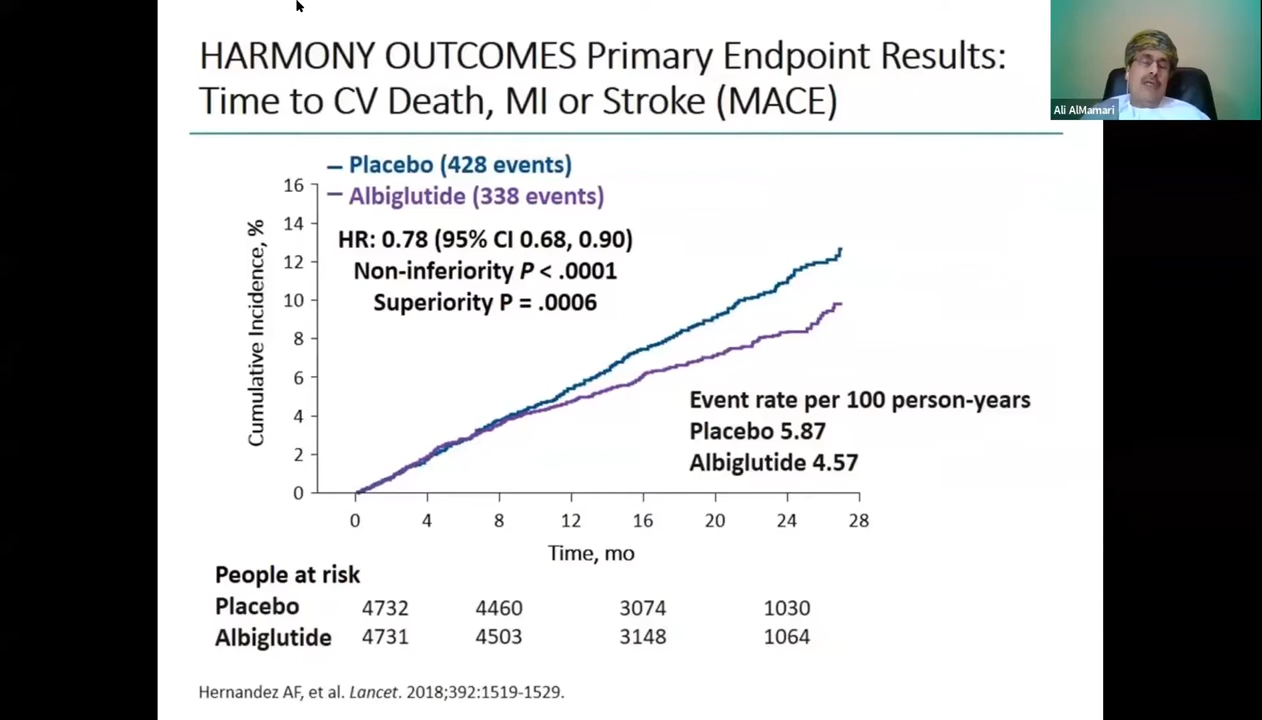 HARMONY OUTCOMES Primary Endpoint Results:
Time to CV Death, MI or Stroke (MACE)
Ali AlMamari
Placebo (428 events)
Albiglutide (338 events)
HR: 0.78 (95% CI 0.68, 0.90)
Non-inferiority P < .0001
Superiority P = .0006
Cumulative Incidence, %
16
14
12
10
8
6
4
2
0
Event rate per 100 person-years
Placebo 5.87
Albiglutide 4.57
0 4 8 12 16 20 24 28
Time, mo
People at risk
Placebo 4732 4460 3074 1030
Albiglutide 4731 4503 3148 1064
Hernandez AF, et al. Lancet. 2018;392:1519-1529.